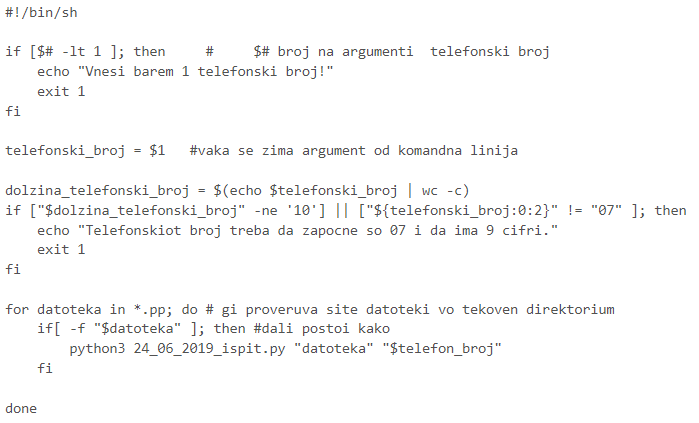 #!/bin/sh
if [$# -lt 1 ]; then     #     $# broj na argumenti  telefonski broj
    echo "Vnesi barem 1 telefonski broj!"
    exit 1
fi
telefonski_broj = $1   #vaka se zima argument od komandna linija
dolzina_telefonski_broj = $(echo $telefonski_broj | wc -c)
if ["$dolzina_telefonski_broj" -ne '10'] || ["${telefonski_broj:0:2}" != "07" ]; then
    echo "Telefonskiot broj treba da zapocne so 07 i da ima 9 cifri."
    exit 1
fi
for datoteka in *.pp; do # gi proveruva site datoteki vo tekoven direktorium
    if[ -f "$datoteka" ]; then #dali postoi kako
        python3 24_06_2019_ispit.py "datoteka" "$telefon_broj"
    fi
done